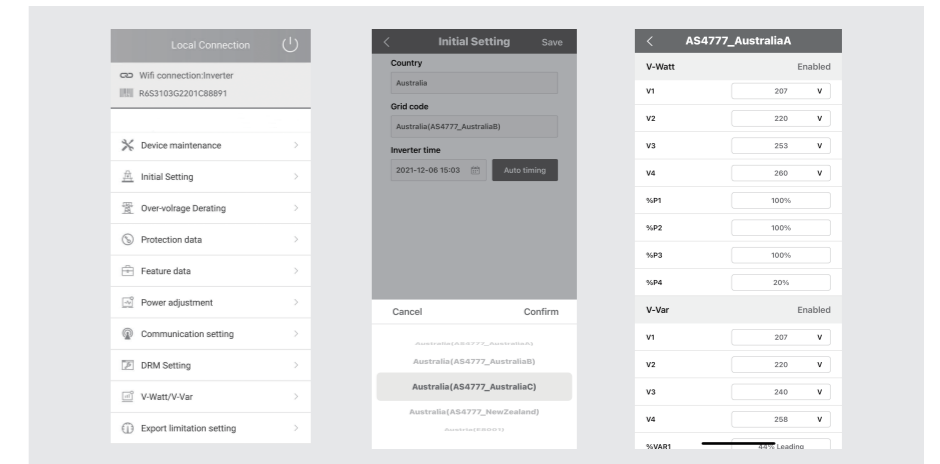 Local Connection
Wifi connection:Inverter
R6S3103G2201C88891
Device maintenance
Initial Setting
Over-volrage Derating
Protection data
Feature data
Power adjustment
Communication setting
DRM Setting
V-Watt/V-Var
Export limitation setting
Initial Setting Save
Country
Australia
Grid code
Australia(AS4777_AustraliaB)
Inverter time
2021-12-06 15:03 Auto timing
Cancel Confirm
Australia(AS4777_AustraliaA)
Australia(AS4777_AustraliaB)
Australia(AS4777_AustraliaC)
Australia(AS4777_NewZealand)
AS4777_AustraliaA
V-Watt Enabled
V1 207 V
V2 220 V
V3 253 V
V4 260 V
%P1 100%
%P2 100%
%P3 100%
%P4 20%
V-Var Enabled
V1 207 V
V2 220 V
V3 240 V
V4 258 V
%VAR1 44% Leading